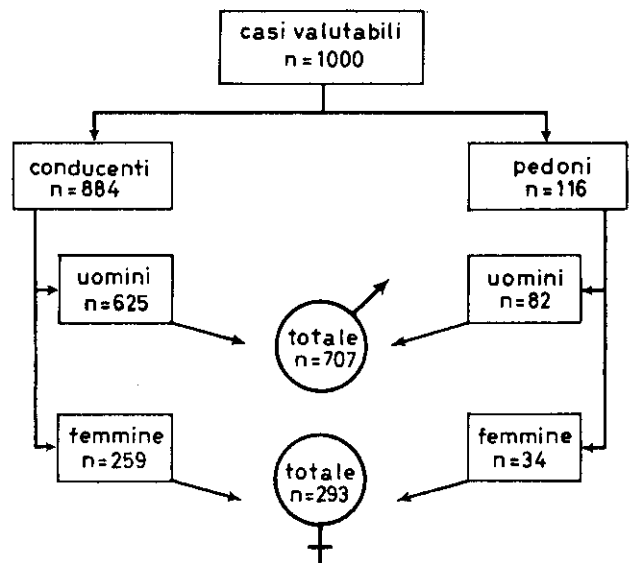 casi valutabili
n=1000
conducenti
n=884
pedoni
n=116
uomini
n=625
uomini
n=82
totale
n=707
femmine
n=259
femmine
n=34
totale
n=293